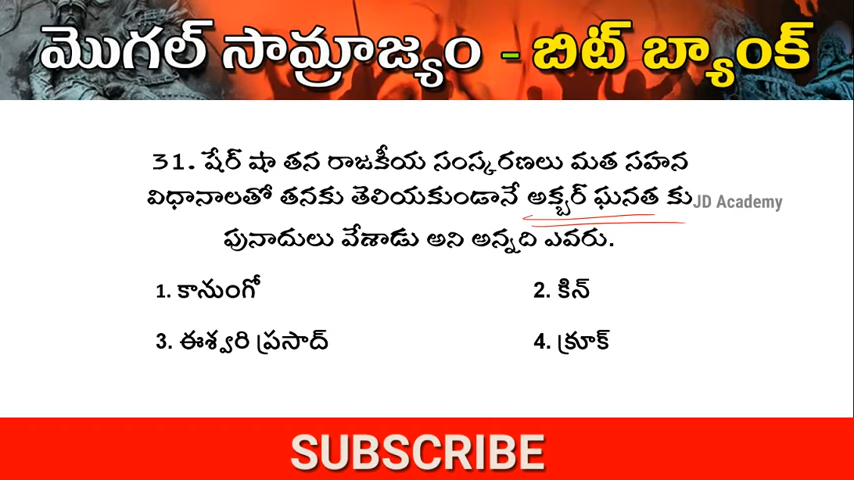 మొగల్ సామ్రాజ్యం - బిట్ బ్యాంక్
31. షేర్ షా తన రాజకీయ సంస్కరణలు మత సహన
విధానాలతో తనకు తెలియకుండానే అక్బర్ ఘనత కు
JD Academy
పునాదులు వేశాడు అని అన్నది ఎవరు.
1. కానుంగో
2. కిన్
3. ఈశ్వరి ప్రసాద్
4. క్రూక్
SUBSCRIBE